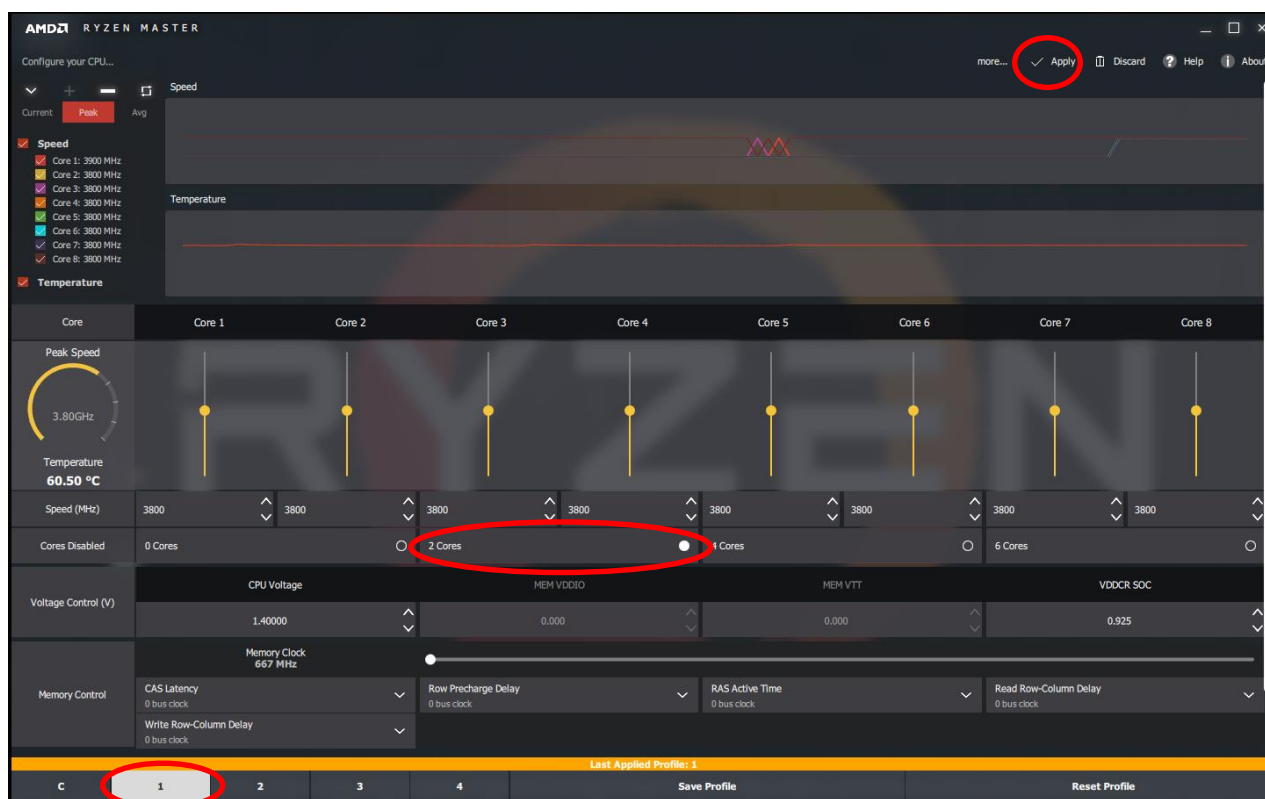 AMD RYZEN MASTER
Configure your CPU...
more... Apply Discard ? Help i About
Speed
Current Peak Avg
Speed
Core 1: 3900 MHz
Core 2: 3800 MHz
Core 3: 3800 MHz
Core 4: 3800 MHz
Core 5: 3800 MHz
Core 6: 3800 MHz
Core 7: 3800 MHz
Core 8: 3800 MHz
Temperature
Temperature
Core Core 1 Core 2 Core 3 Core 4 Core 5 Core 6 Core 7 Core 8
Peak Speed
3.80GHz
Temperature
60.50 °C
RYZEN
Speed (MHz) 3800 3800 3800 3800 3800 3800 3800 3800
Cores Disabled 0 Cores 2 Cores 4 Cores 6 Cores
Voltage Control (V)
CPU Voltage MEM VDDIO MEM VTT VDDCR SOC
1.40000 0.000 0.000 0.925
Memory Control
Memory Clock
667 MHz
CAS Latency Row Precharge Delay RAS Active Time Read Row-Column Delay
0 bus clock 0 bus clock 0 bus clock 0 bus clock
Write Row-Column Delay
0 bus clock
Last Applied Profile: 1
C 1 2 3 4 Save Profile Reset Profile